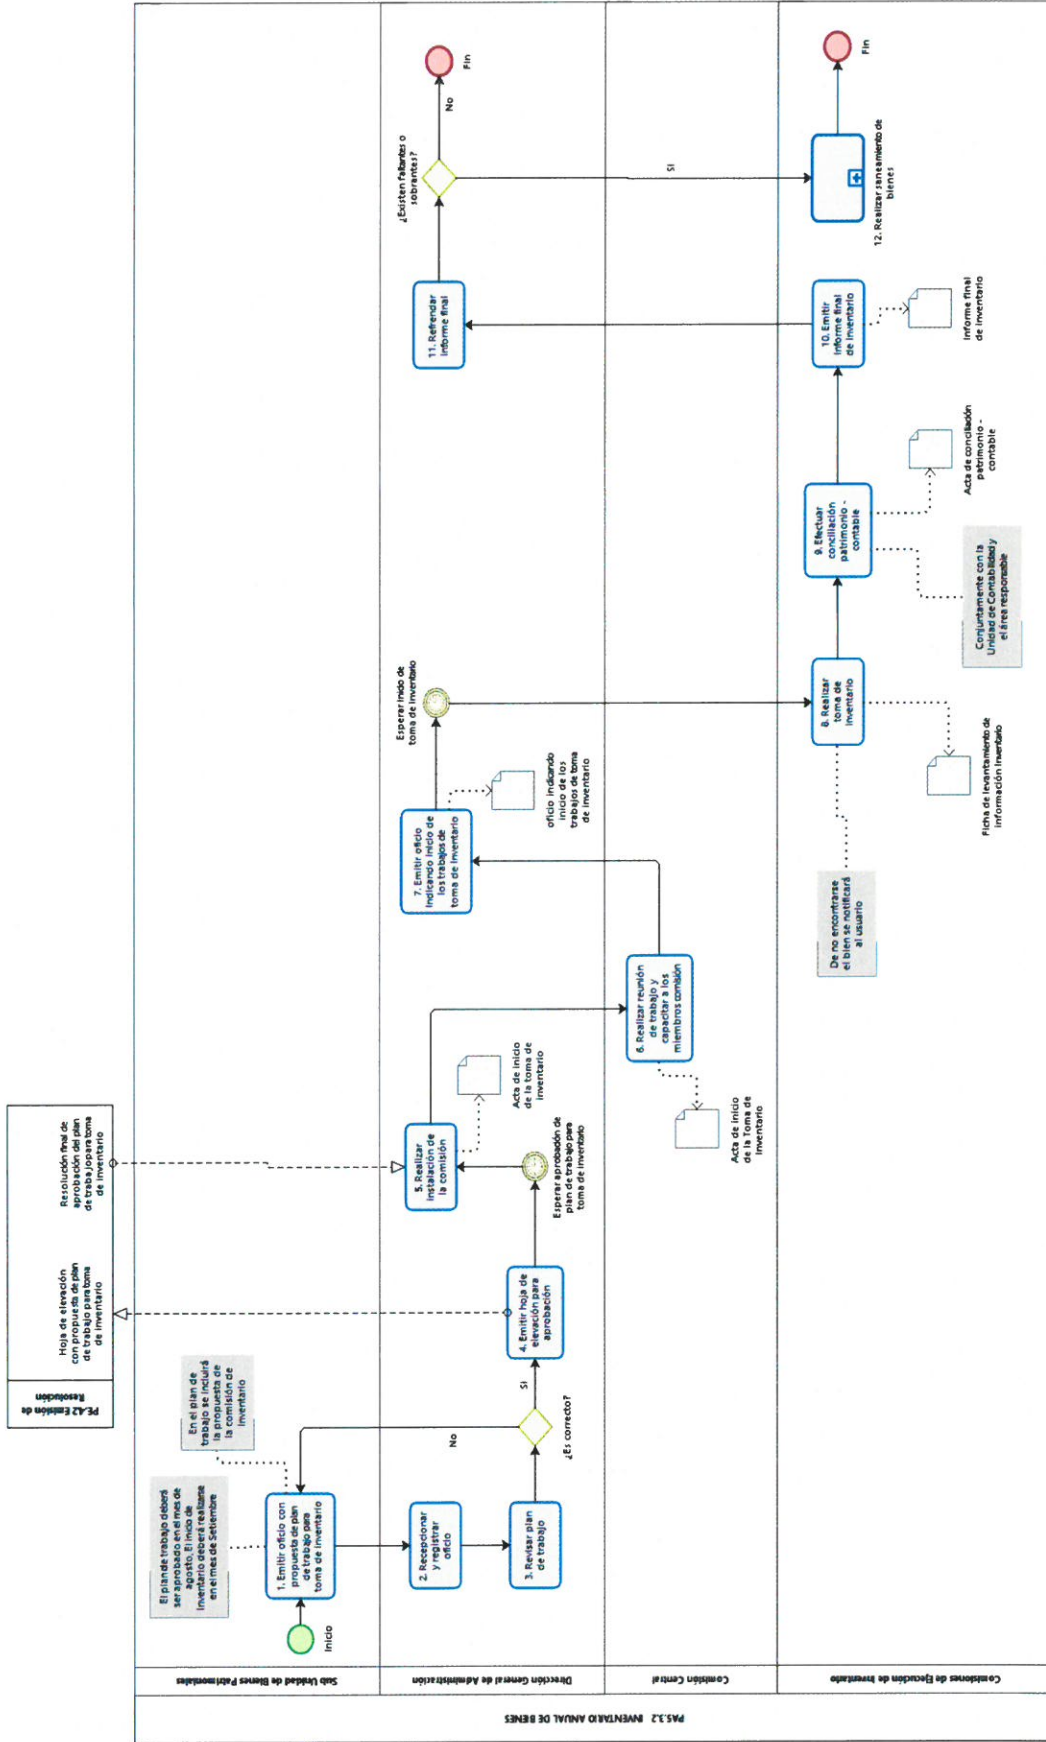 PE.4.2 Emisión de
Resolución
Hoja de elevación
con propuesta de plan
de trabajo para toma
de inventario
Resolución final de
aprobación del plan
de trabajo para toma
de inventario
PAS.3.2 INVENTARIO ANUAL DE BIENES
Sub Unidad de Bienes Patrimoniales
Inicio
El plan de trabajo deberá
ser aprobado en el mes de
agosto, El inicio de
inventario deberá realizarse
en el mes de Setiembre
En el plan de
trabajo se incluirá
la propuesta de
la comisión de
inventario
1. Emitir oficio con
propuesta de plan
de trabajo para
toma de inventario
Dirección General de Administración
2. Recepcionar
y registrar
oficio
3. Revisar plan
de trabajo
¿Es correcto?
No
SI
4. Emitir hoja de
elevación para
aprobación
Esperar aprobación de
plan de trabajo para
toma de inventario
5. Realizar
instalación de
la comisión
Acta de inicio
de la toma de
inventario
7. Emitir oficio
indicando inicio de
los trabajos de
toma de inventario
oficio indicando
inicio de los
trabajos de toma
de inventario
Esperar inicio de
toma de inventario
11. Refrendar
informe final
¿Existen faltantes o
sobrantes?
No
Fin
SI
Comisión Central
6. Realizar reunión
de trabajo y
capacitar a los
miembros comisión
Acta de inicio
de la Toma de
Inventario
Comisiones de Ejecución de Inventario
De no encontrarse
el bien se notificará
al usuario
8. Realizar
toma de
inventario
Ficha de levantamiento de
información inventario
9. Efectuar
conciliación
patrimonio -
contable
Conjuntamente con la
Unidad de Contabilidad y
el área responsable
Acta de conciliación
patrimonio -
contable
10. Emitir
informe final
de inventario
Informe final
de inventario
12. Realizar saneamiento de
bienes
Fin